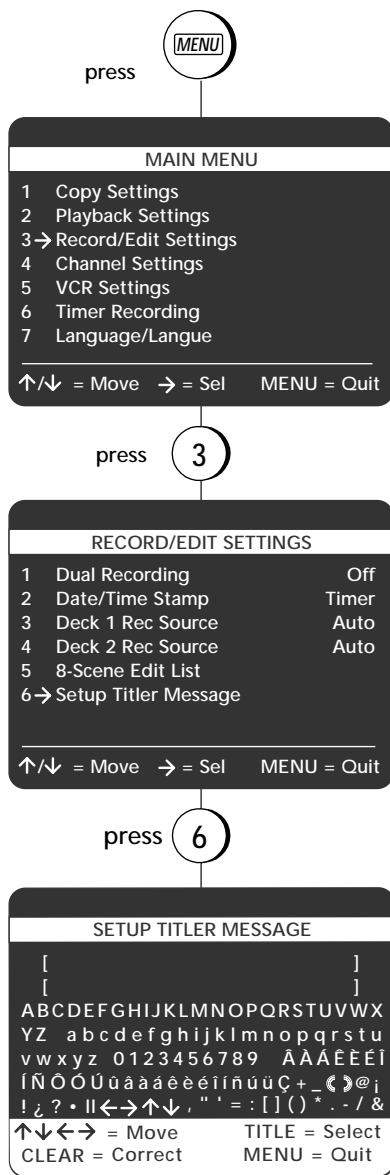 MENU
press
MAIN MENU
1 Copy Settings
2 Playback Settings
3→ Record/Edit Settings
4 Channel Settings
5 VCR Settings
6 Timer Recording
7 Language/Langue
↑/↓ = Move → = Sel MENU = Quit
press 3
RECORD/EDIT SETTINGS
1 Dual Recording Off
2 Date/Time Stamp Timer
3 Deck 1 Rec Source Auto
4 Deck 2 Rec Source Auto
5 8-Scene Edit List
6→ Setup Titler Message
↑/↓ = Move → = Sel MENU = Quit
press 6
SETUP TITLER MESSAGE
[ ]
[ ]
ABCDEFGHIJKLMNOPQRSTUVWX
YZ abcdefghijklmnopqrstu
vwxyz 0123456789 ÂÀÁÊÈÉÎ
ÍÑÔÓÚûâàáêèéîíñúüÇ+_❨❩@¡
!¿?•II←→↑↓,"'=:[]()*.-/&
↑↓←→ = Move TITLE = Select
CLEAR = Correct MENU = Quit